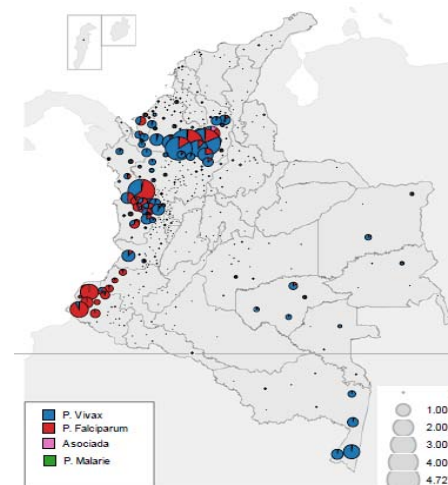 P. Vivax
P. Falciparum
Asociada
P. Malarie
1.00
2.00
3.00
4.00
4.72